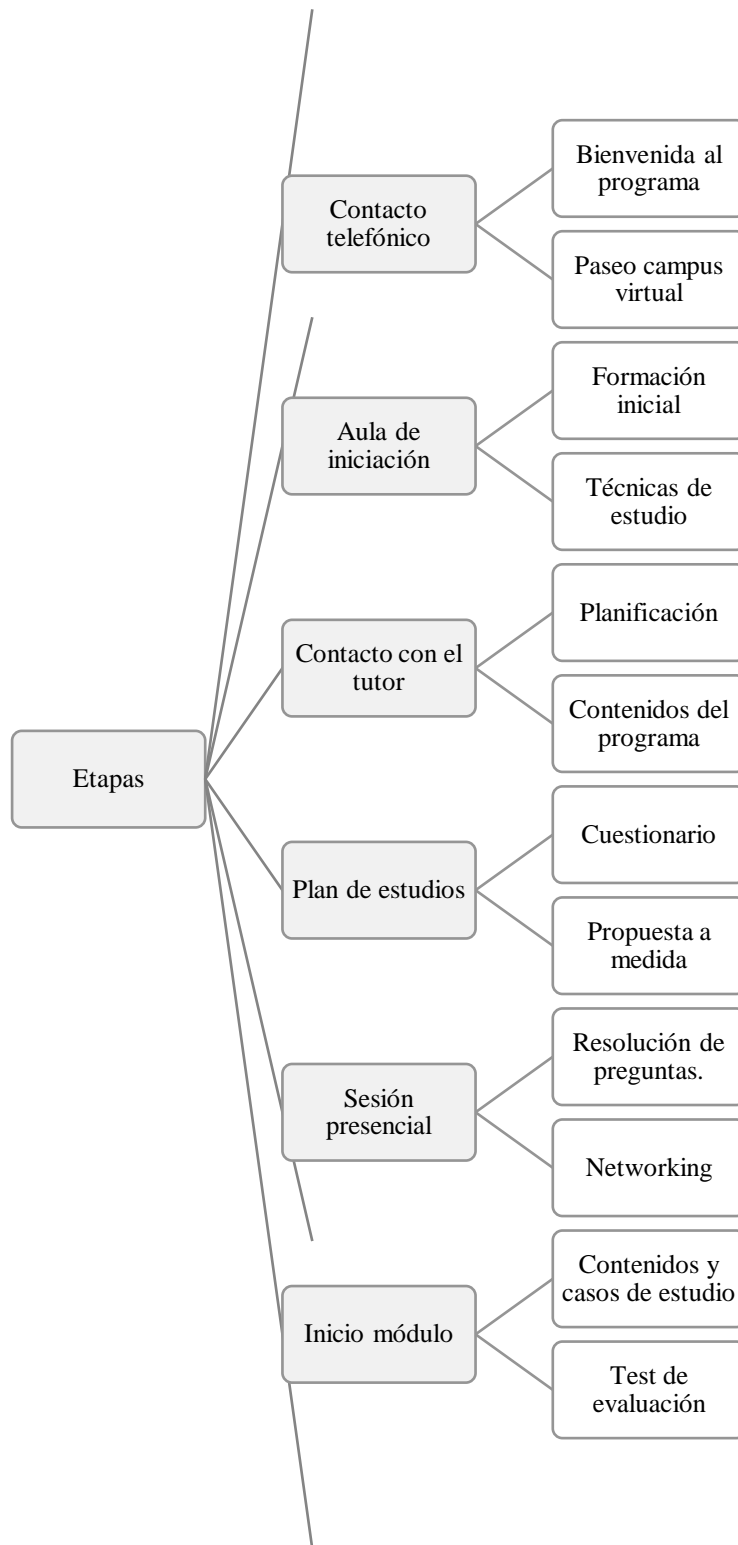 Etapas
Contacto
telefónico
Bienvenida al
programa
Paseo campus
virtual
Aula de
iniciación
Formación
inicial
Técnicas de
estudio
Contacto con el
tutor
Planificación
Contenidos del
programa
Plan de estudios
Cuestionario
Propuesta a
medida
Sesión
presencial
Resolución de
preguntas.
Networking
Inicio módulo
Contenidos y
casos de estudio
Test de
evaluación